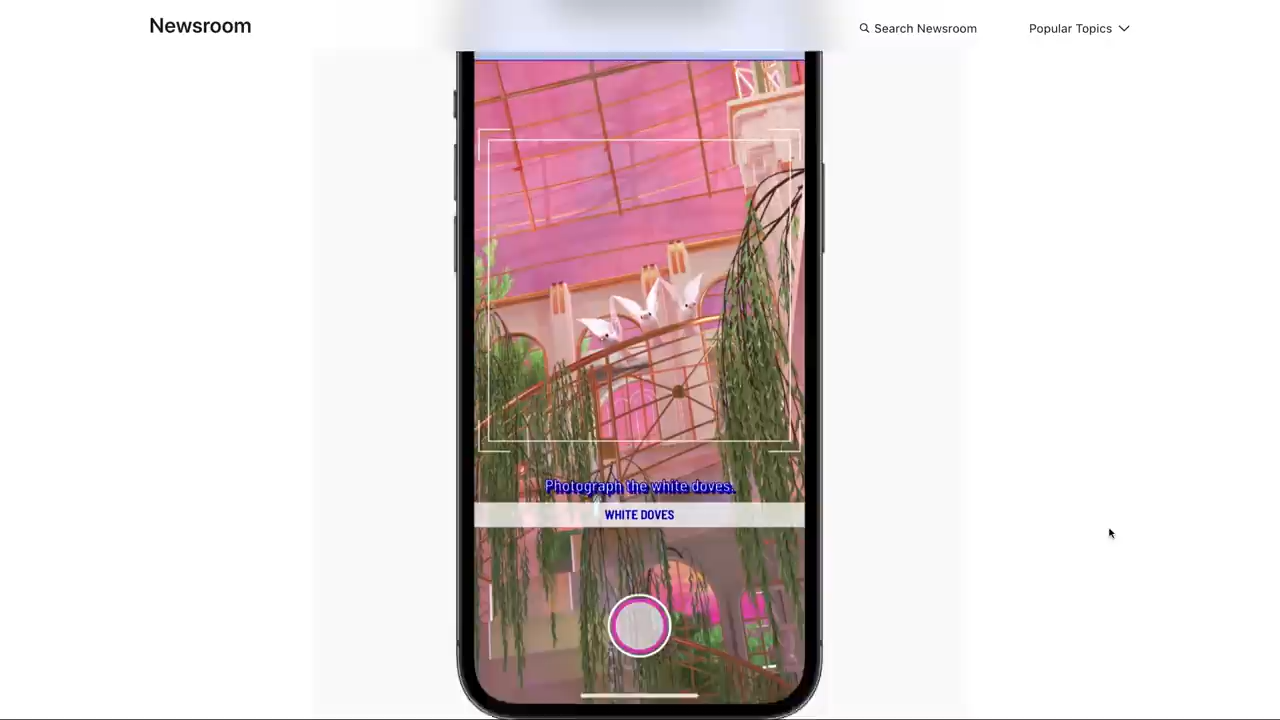 Newsroom
Search Newsroom
Popular Topics
Photograph the white doves.
WHITE DOVES